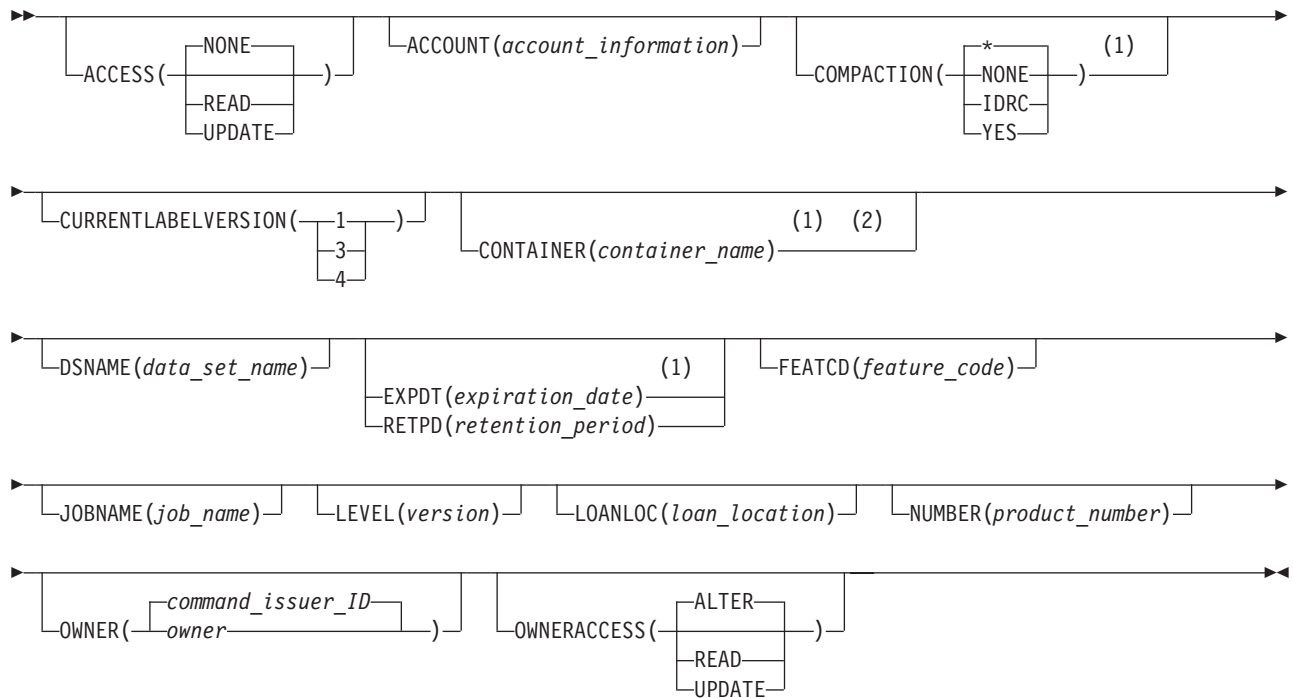 ACCESS( NONE READ UPDATE ) ACCOUNT(account_information) COMPACTION( * NONE IDRC YES ) (1)
CURRENTLABELVERSION( 1 3 4 ) CONTAINER(container_name) (1) (2)
DSNAME(data_set_name) EXPDT(expiration_date) (1) RETPD(retention_period) FEATCD(feature_code)
JOBNAME(job_name) LEVEL(version) LOANLOC(loan_location) NUMBER(product_number)
OWNER( command_issuer_ID owner ) OWNERACCESS( ALTER READ UPDATE )